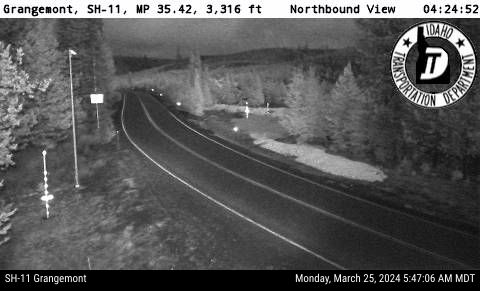 Grangemont, SH-11, MP 35.42, 3,316 ft Northbound View 04:24:52
IDAHO
TRANSPORTATION DEPARTMENT
SH-11 Grangemont Monday, March 25, 2024 5:47:06 AM MDT